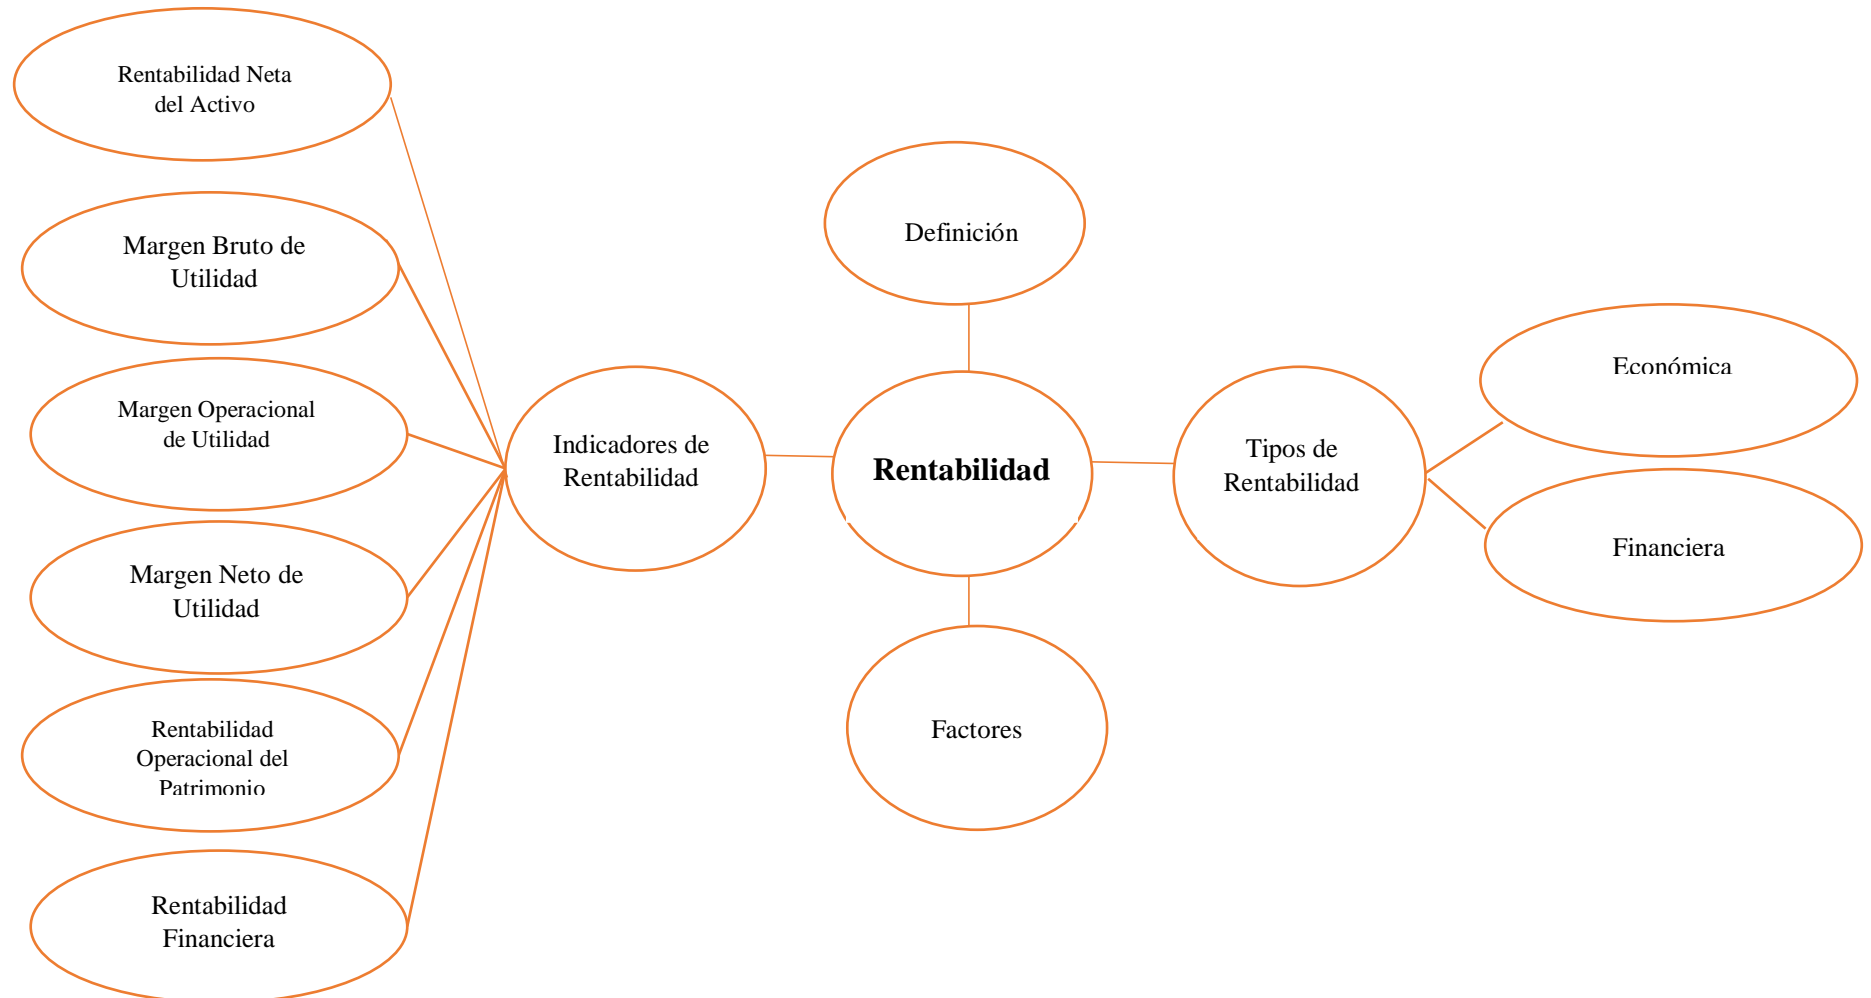 Rentabilidad Neta
del Activo
Margen Bruto de
Utilidad
Margen Operacional
de Utilidad
Margen Neto de
Utilidad
Rentabilidad
Operacional del
Patrimonio
Rentabilidad
Financiera
Indicadores de
Rentabilidad
Definición
Rentabilidad
Factores
Tipos de
Rentabilidad
Económica
Financiera